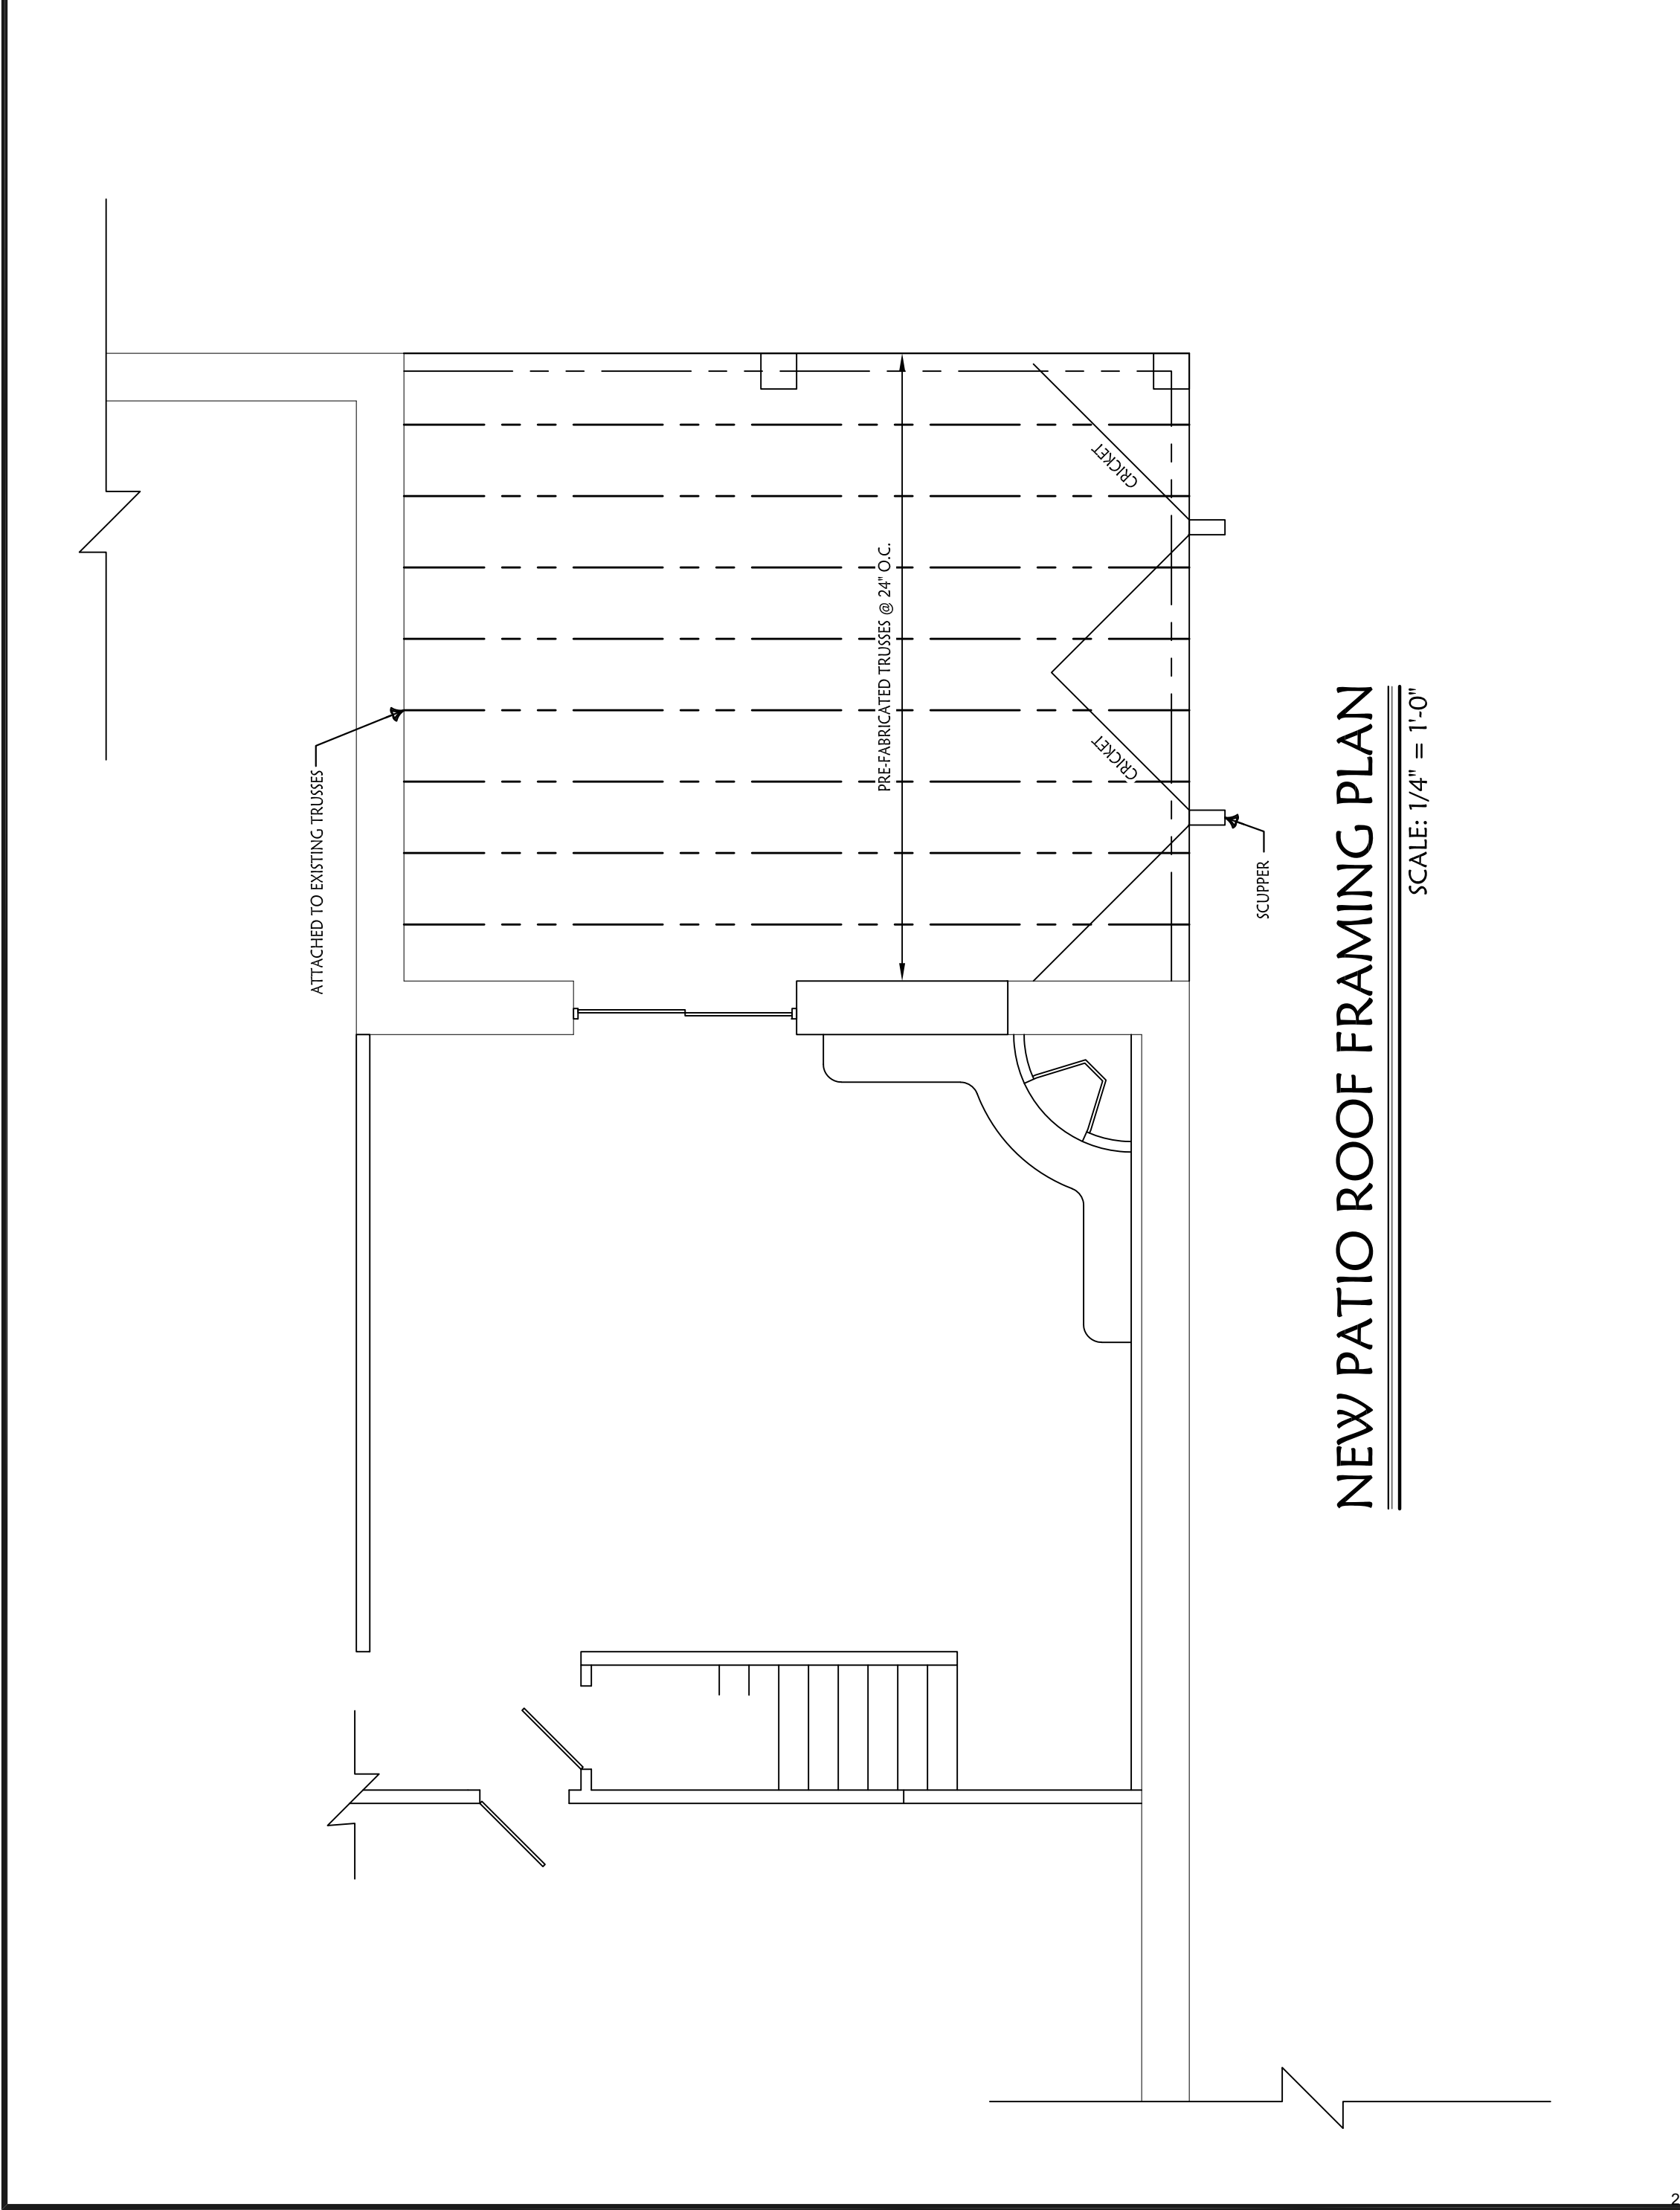 ATTACHED TO EXISTING TRUSSES
PRE-FABRICATED TRUSSES @ 24" O.C.
CRICKET
CRICKET
SCUPPER
NEW PATIO ROOF FRAMING PLAN
SCALE: 1/4" = 1'-0"
2